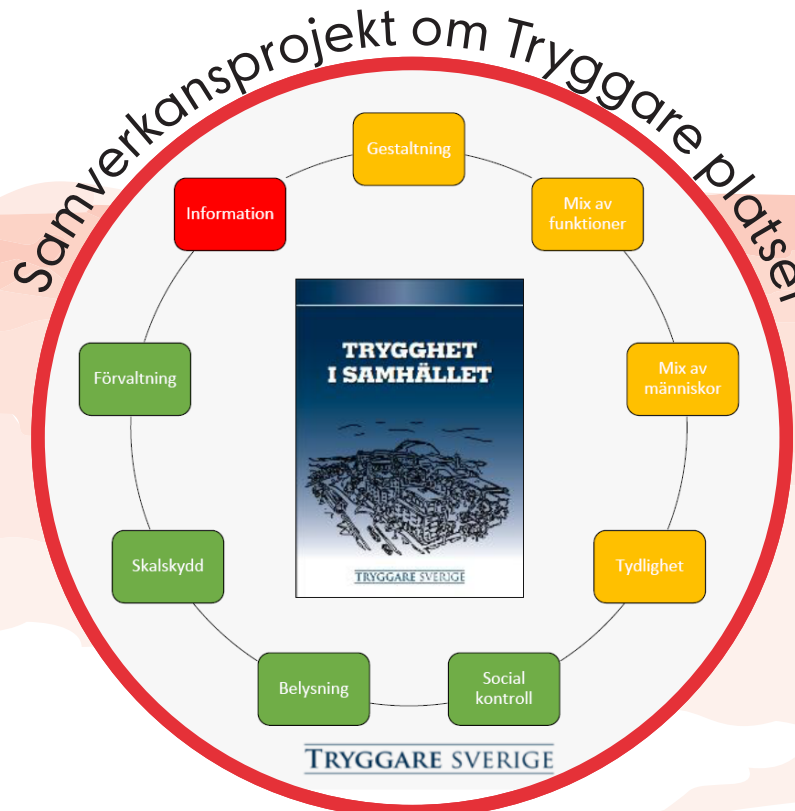 Samverkansprojekt om Tryggare platser
Gestaltning
Information
Mix av
funktioner
TRYGGHET
I SAMHÄLLET
Förvaltning
Mix av
människor
Skalskydd
Tydlighet
TRYGGARE SVERIGE
Belysning
Social
kontroll
TRYGGARE SVERIGE